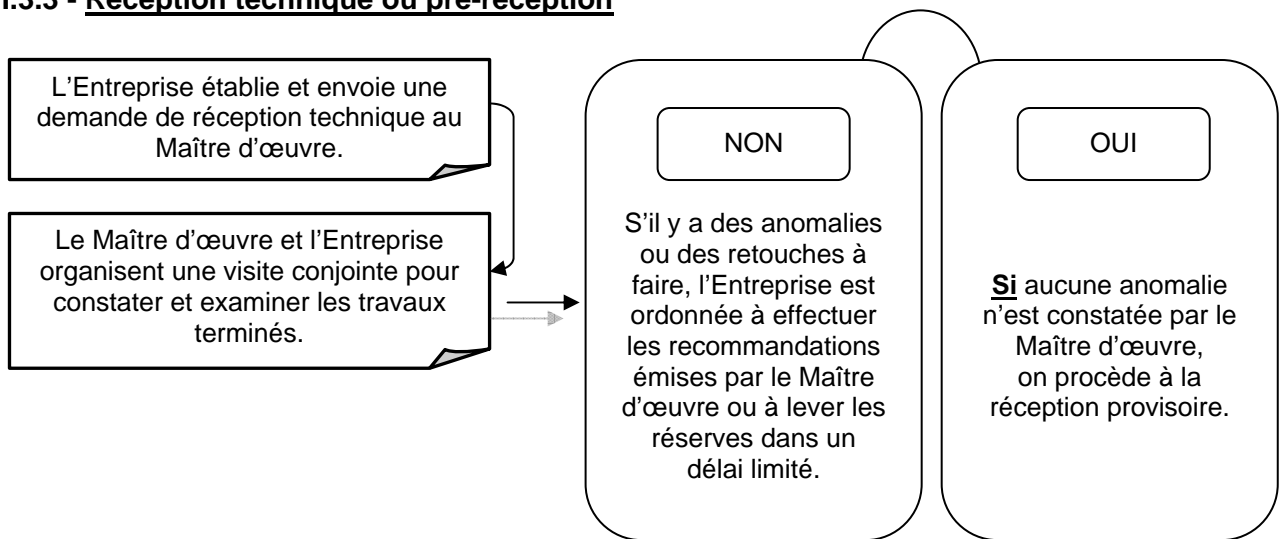 I.3.3 - Réception technique ou pré-réception
L’Entreprise établie et envoie une
demande de réception technique au
Maître d’œuvre.
Le Maître d’œuvre et l’Entreprise
organisent une visite conjointe pour
constater et examiner les travaux
terminés.
NON
S’il y a des anomalies
ou des retouches à
faire, l’Entreprise est
ordonnée à effectuer
les recommandations
émises par le Maître
d’œuvre ou à lever les
réserves dans un
délai limité.
OUI
Si aucune anomalie
n’est constatée par le
Maître d’œuvre,
on procède à la
réception provisoire.